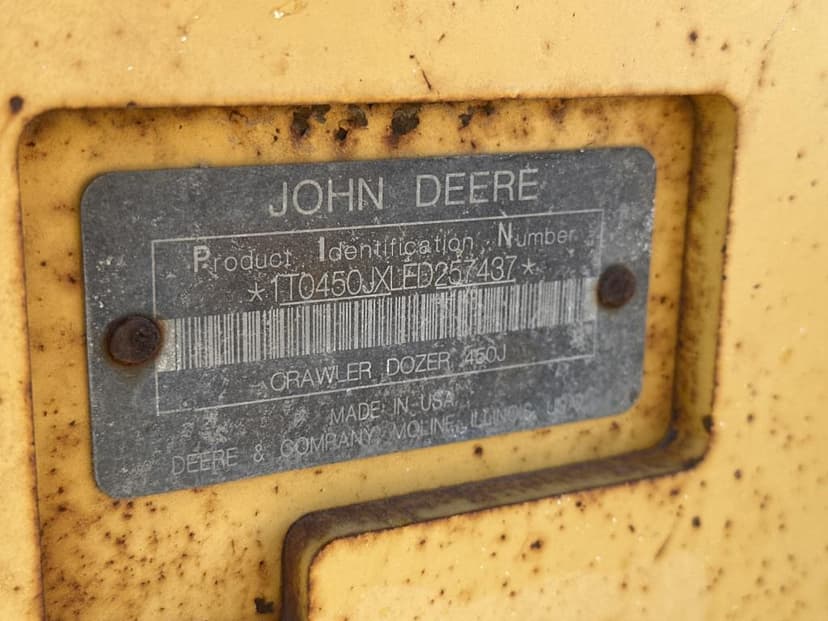 JOHN DEERE
Product Identification Number
*1T0450JXLED257437*
CRAWLER DOZER 450J
MADE IN USA
DEERE & COMPANY MOLINE, ILLINOIS, USA